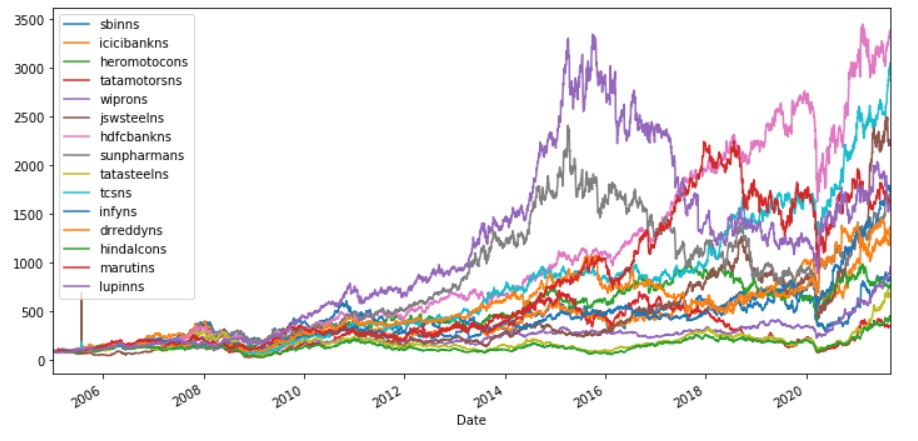 3500
3000
2500
2000
1500
1000
500
0
sbinns
icicibankns
heromotocons
tatamotorsns
wiprons
jswsteelns
hdfcbankns
sunpharmans
tatasteelns
tcsns
infyns
drreddyns
hindalcons
marutins
lupinns
2006
2008
2010
2012
2014
2016
2018
2020
Date